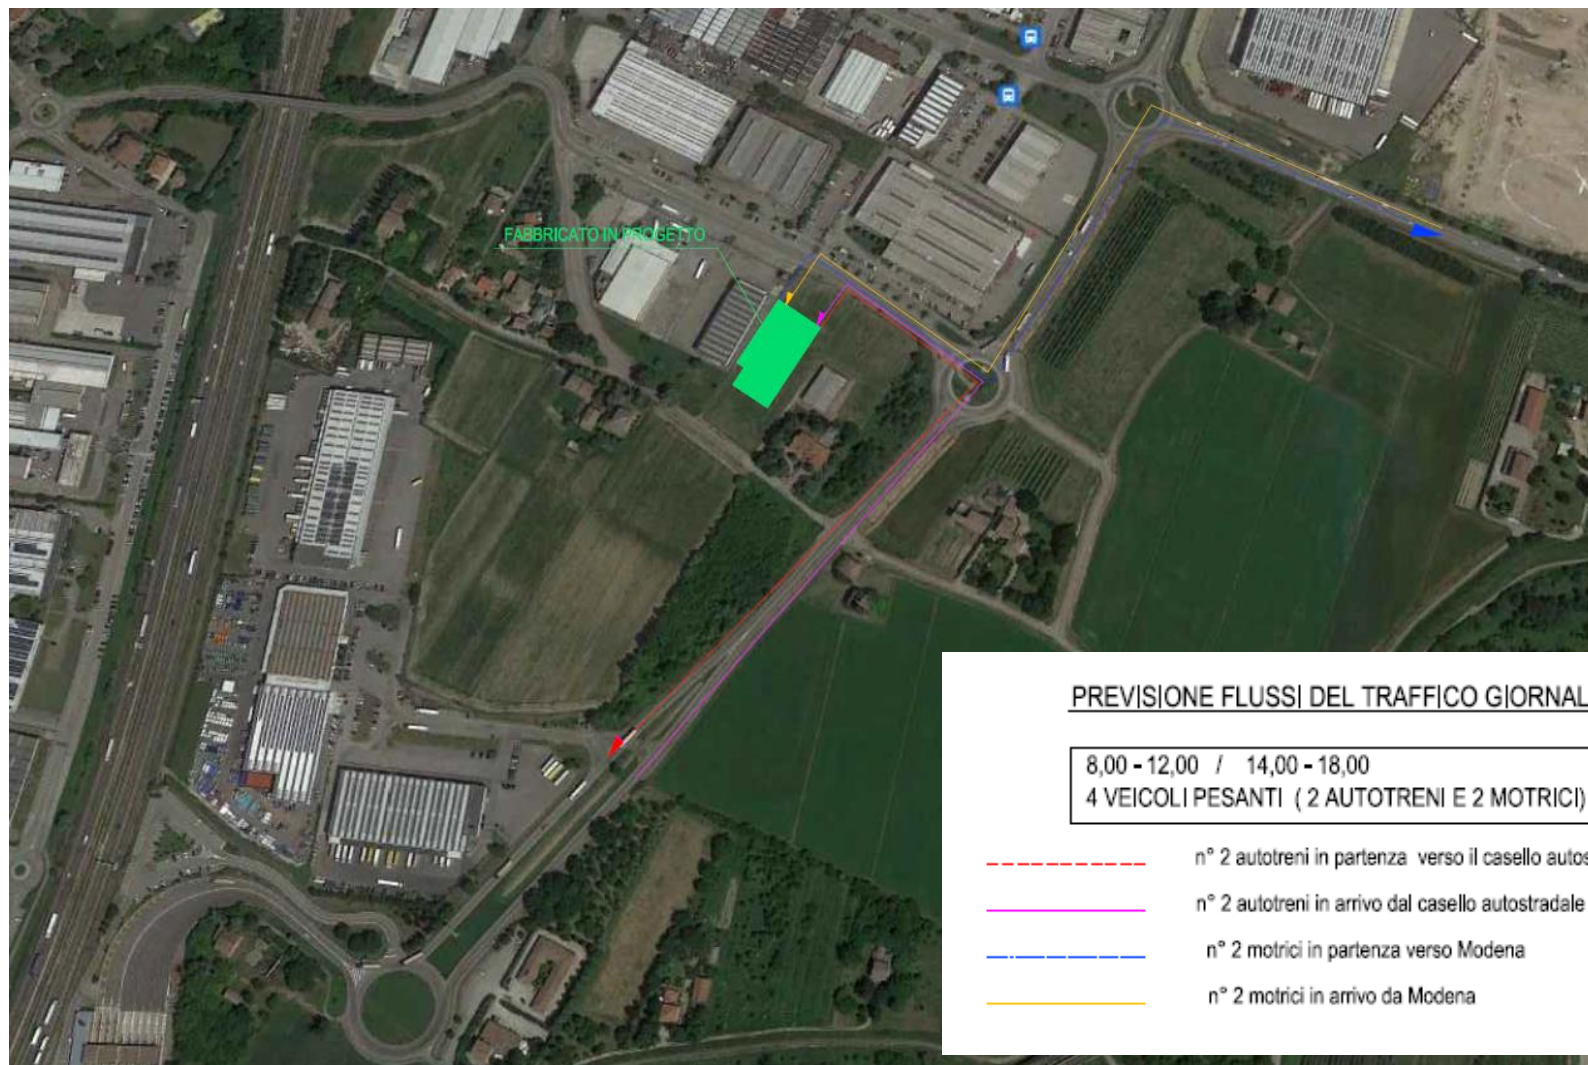 FABBRICATO IN PROGETTO
PREVISIONE FLUSSI DEL TRAFFICO GIORNAL
8,00 - 12,00 / 14,00 - 18,00
4 VEICOLI PESANTI ( 2 AUTOTRENI E 2 MOTRICI)
n° 2 autotreni in partenza verso il casello autos
n° 2 autotreni in arrivo dal casello autostradale
n° 2 motrici in partenza verso Modena
n° 2 motrici in arrivo da Modena